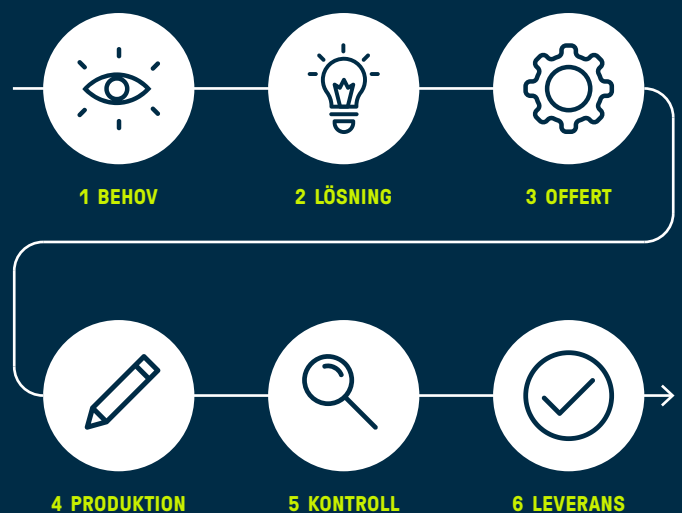 1 BEHOV
2 LÖSNING
3 OFFERT
4 PRODUKTION
5 KONTROLL
6 LEVERANS